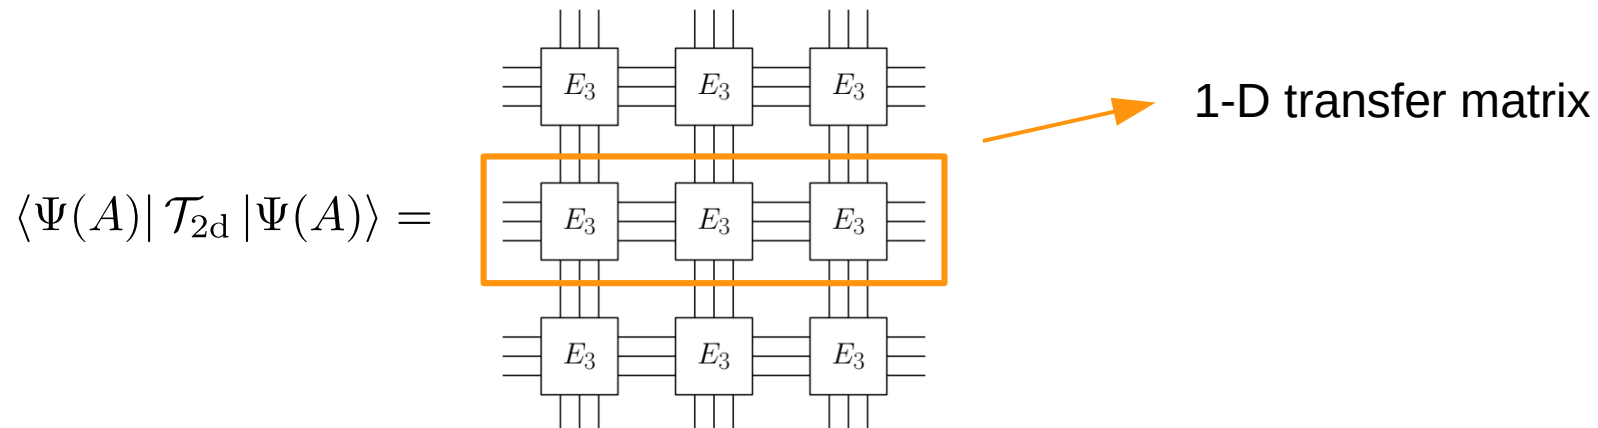 E₃ E₃ E₃
1-D transfer matrix
⟨Ψ(A)| 𝒯₂d |Ψ(A)⟩ =
E₃ E₃ E₃
E₃ E₃ E₃